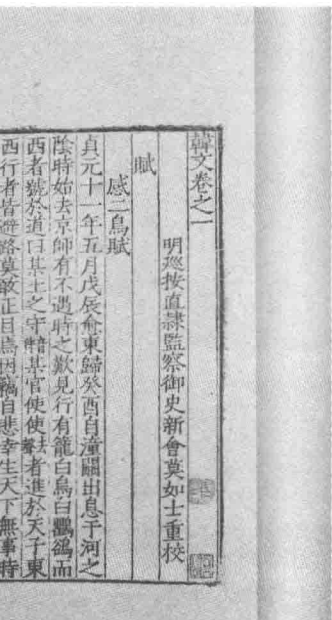 韓文卷之一
明廵按直隷監察御史新會莫如士重校
賦
感二鳥賦
貞元十一年五月戊辰愈東歸癸酉自潼關出息于河之
陰時始去京師有不遇時之歎見行有籠白烏白鸜鵒而
西者號於道曰某土之守某官使使者進於天子東
西行者皆避路莫敢正目焉因竊自悲幸生天下無事時